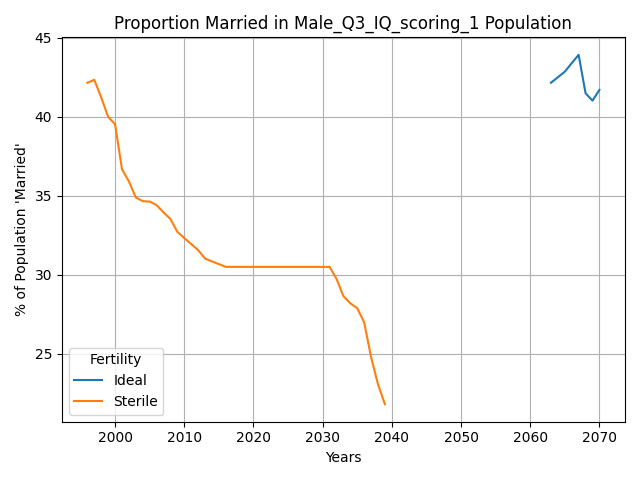 Proportion Married in Male_Q3_IQ_scoring_1 Population
45
40
35
30
25
% of Population 'Married'
Fertility
Ideal
Sterile
2000 2010 2020 2030 2040 2050 2060 2070
Years